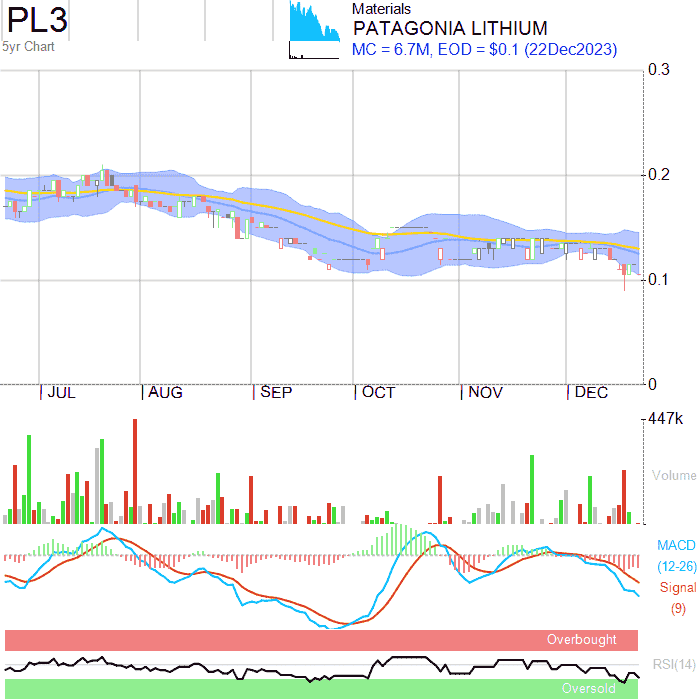 PL3
5yr Chart
Materials
PATAGONIA LITHIUM
MC = 6.7M, EOD = $0.1 (22Dec2023)
0.3
0.2
0.1
0
JUL AUG SEP OCT NOV DEC
447k
Volume
MACD
(12-26)
Signal
(9)
Overbought
RSI(14)
Oversold